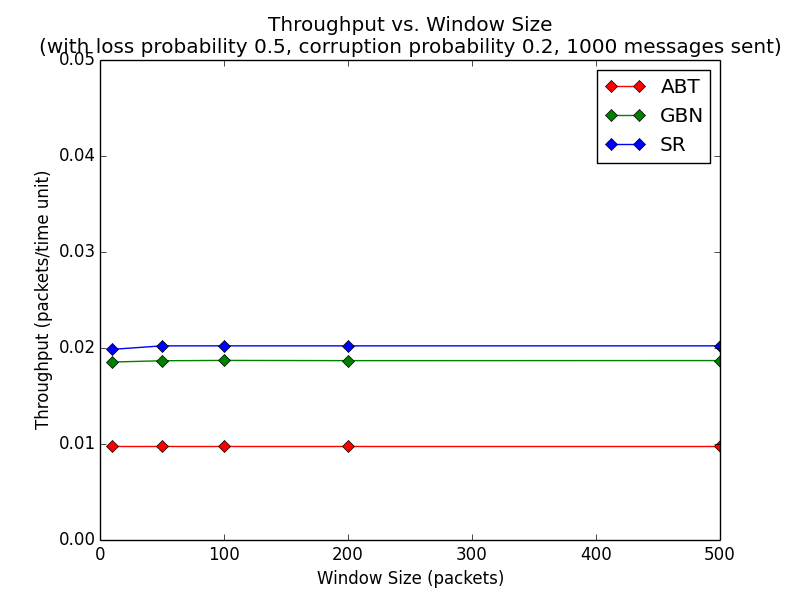 Throughput vs. Window Size
(with loss probability 0.5, corruption probability 0.2, 1000 messages sent)
0.05
0.04
0.03
0.02
0.01
0.00
Throughput (packets/time unit)
ABT
GBN
SR
0 100 200 300 400 500
Window Size (packets)